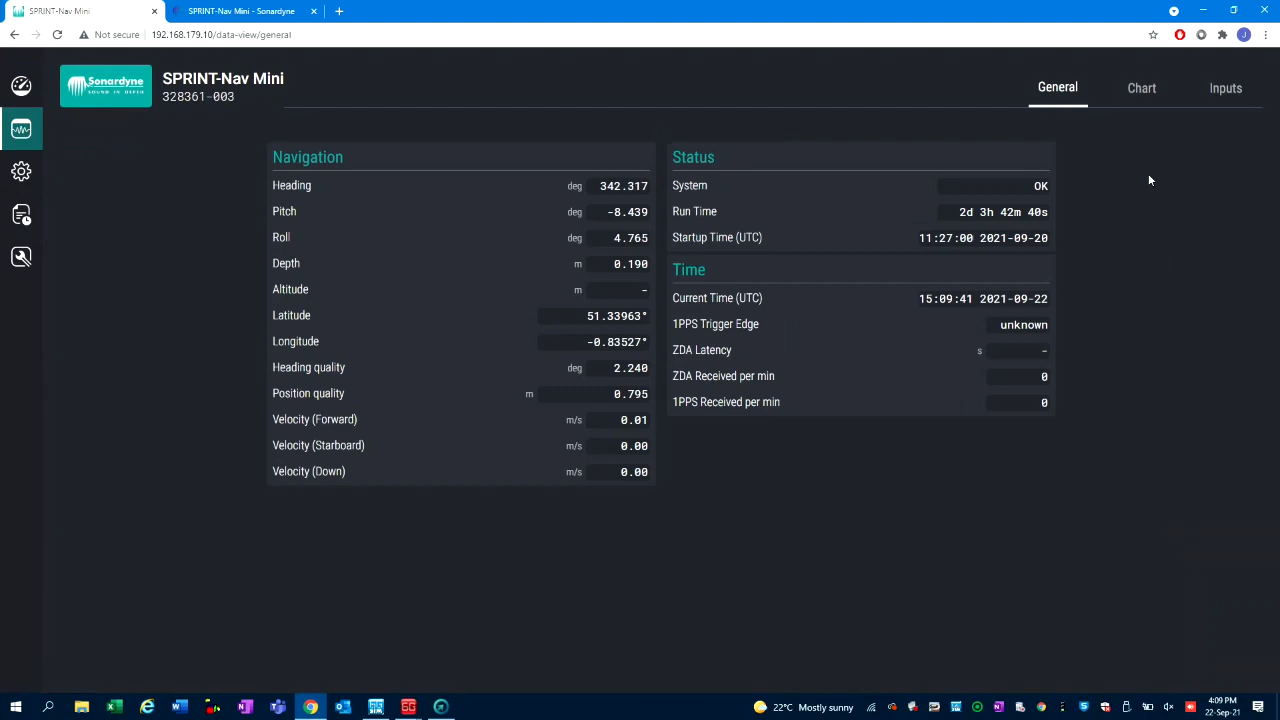 SPRINT-Nav Mini
SPRINT-Nav Mini - Sonardyne
Not secure 192.168.179.10/data-view/general
J
Sonardyne
SOUND IN DEPTH
SPRINT-Nav Mini
328361-003
General Chart Inputs
Navigation
Heading deg 342.317
Pitch deg -8.439
Roll deg 4.765
Depth m 0.190
Altitude m -
Latitude 51.33963°
Longitude -0.83527°
Heading quality deg 2.240
Position quality m 0.795
Velocity (Forward) m/s 0.01
Velocity (Starboard) m/s 0.00
Velocity (Down) m/s 0.00
Status
System OK
Run Time 2d 3h 42m 40s
Startup Time (UTC) 11:27:00 2021-09-20
Time
Current Time (UTC) 15:09:41 2021-09-22
1PPS Trigger Edge unknown
ZDA Latency s -
ZDA Received per min 0
1PPS Received per min 0
22°C Mostly sunny
4:09 PM
22-Sep-21